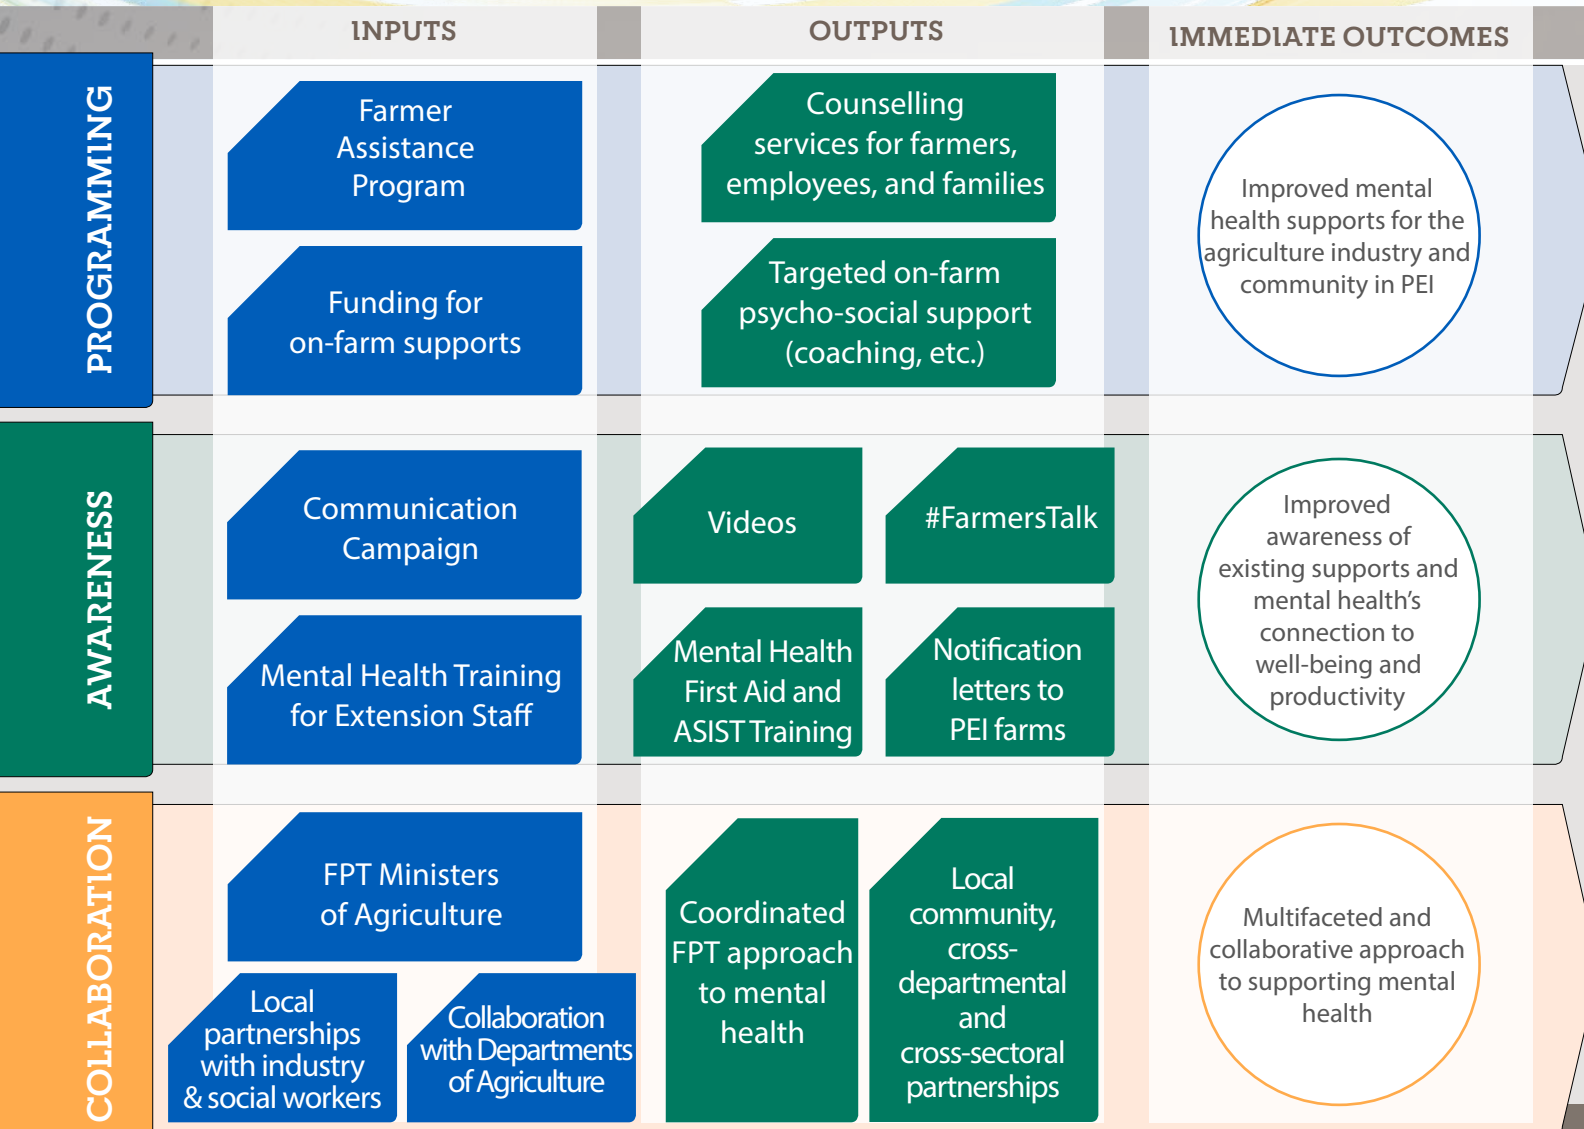 INPUTS
OUTPUTS
IMMEDIATE OUTCOMES
PROGRAMMING
Farmer
Assistance
Program
Funding for
on-farm supports
Counselling
services for farmers,
employees, and families
Targeted on-farm
psycho-social support
(coaching, etc.)
Improved mental
health supports for the
agriculture industry and
community in PEI
AWARENESS
Communication
Campaign
Mental Health Training
for Extension Staff
Videos
#FarmersTalk
Mental Health
First Aid and
ASIST Training
Notification
letters to
PEI farms
Improved
awareness of
existing supports and
mental health's
connection to
well-being and
productivity
COLLABORATION
FPT Ministers
of Agriculture
Local
partnerships
with industry
& social workers
Collaboration
with Departments
of Agriculture
Coordinated
FPT approach
to mental
health
Local
community,
cross-
departmental
and
cross-sectoral
partnerships
Multifaceted and
collaborative approach
to supporting mental
health